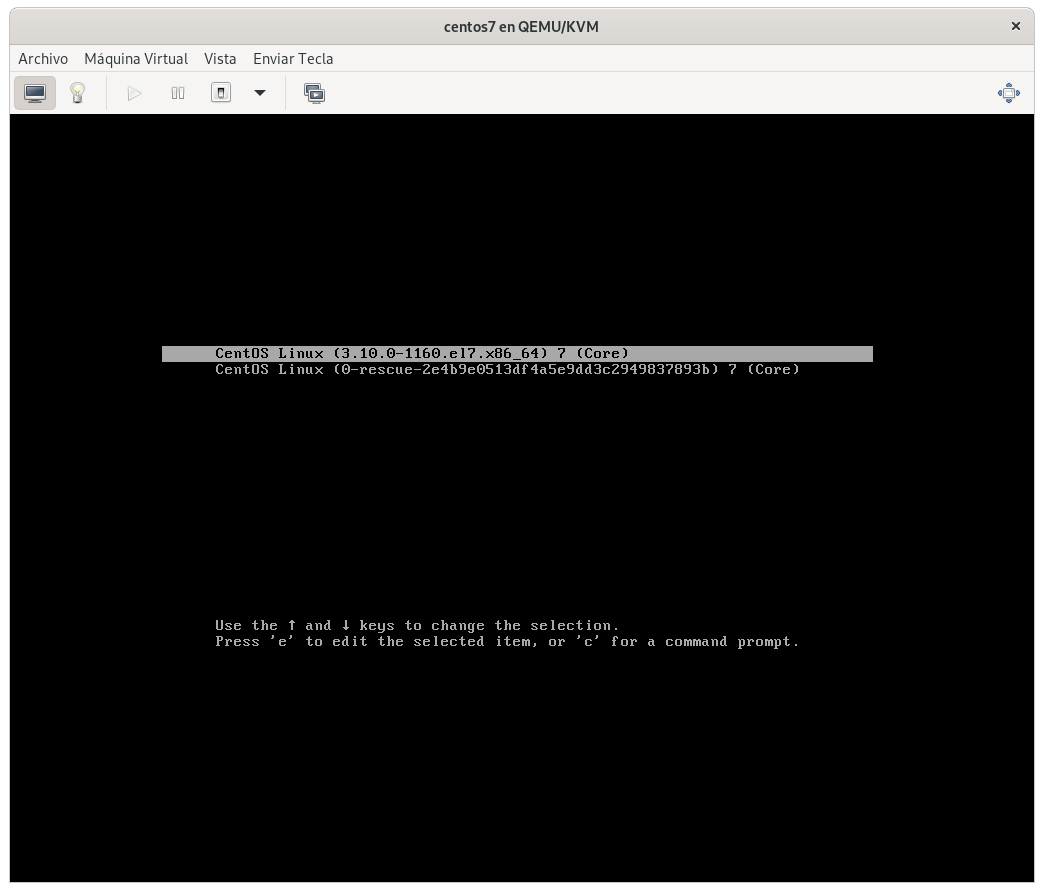 centos7 en QEMU/KVM
Archivo Máquina Virtual Vista Enviar Tecla
CentOS Linux (3.10.0-1160.el7.x86_64) 7 (Core)
CentOS Linux (0-rescue-2e4b9e0513df4a5e9dd3c2949837893b) 7 (Core)
Use the ↑ and ↓ keys to change the selection.
Press 'e' to edit the selected item, or 'c' for a command prompt.